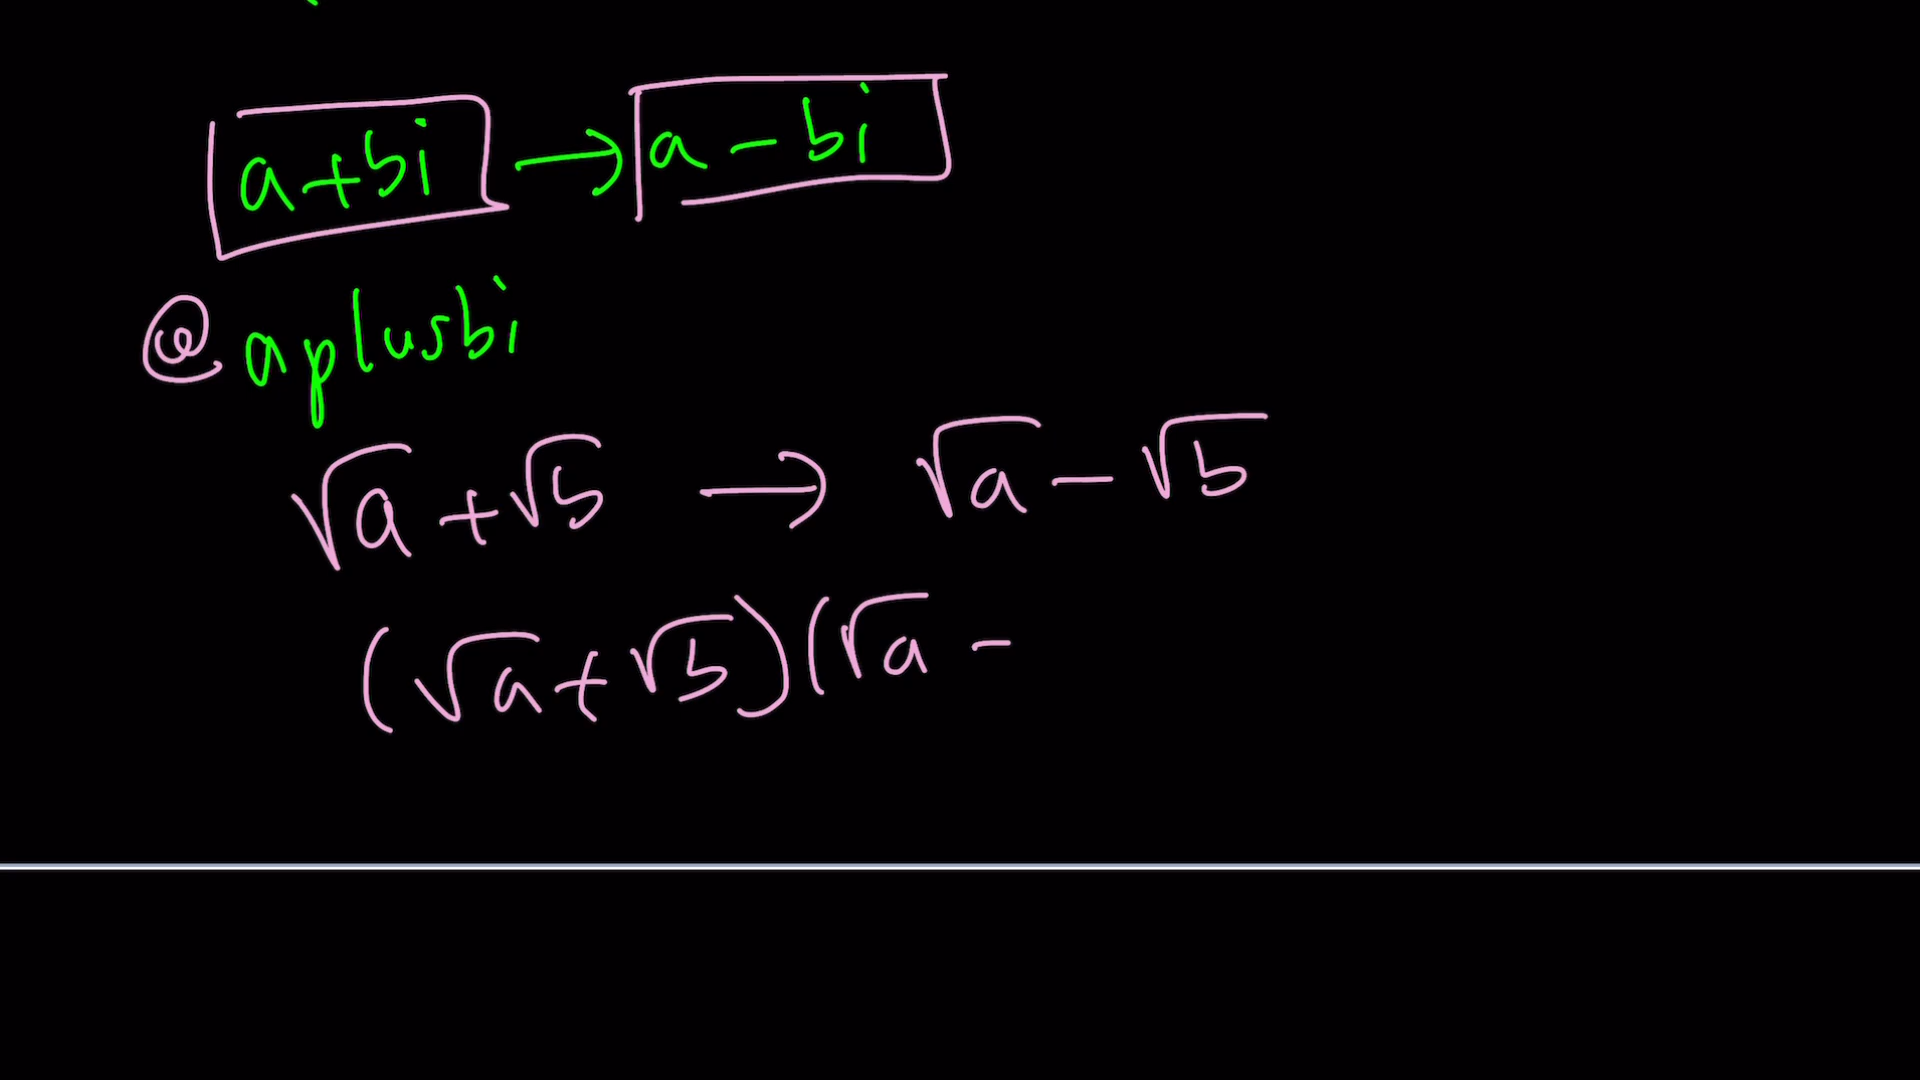 a+bi → a - bi
@aplusbi
√a + √b → √a - √b
(√a + √b)(√a -